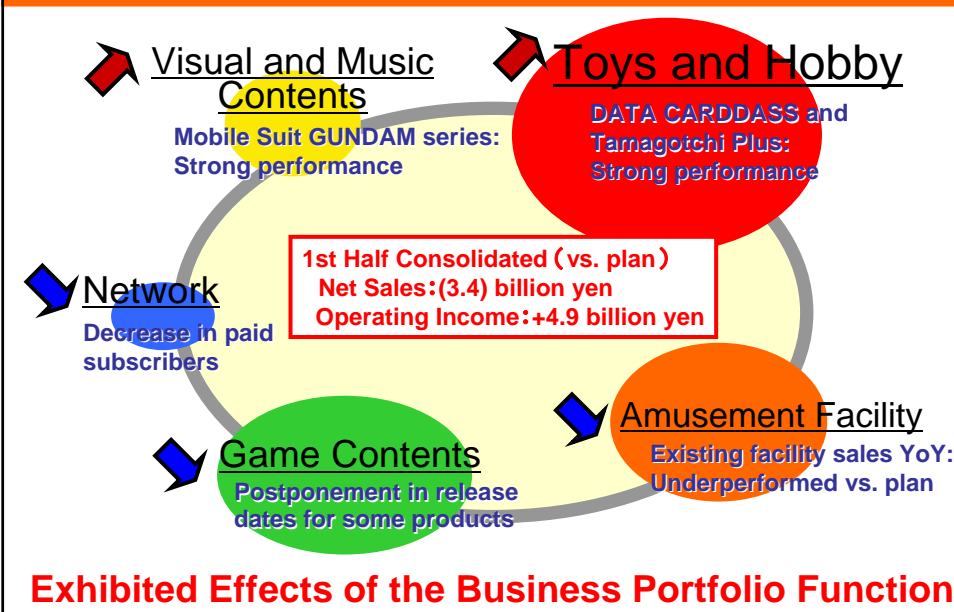 Visual and Music
Contents
Mobile Suit GUNDAM series:
Strong performance
Toys and Hobby
DATA CARDDASS and
Tamagotchi Plus:
Strong performance
1st Half Consolidated（vs. plan）
Net Sales：(3.4) billion yen
Operating Income：+4.9 billion yen
Network
Decrease in paid
subscribers
Game Contents
Postponement in release
dates for some products
Amusement Facility
Existing facility sales YoY:
Underperformed vs. plan
Exhibited Effects of the Business Portfolio Function